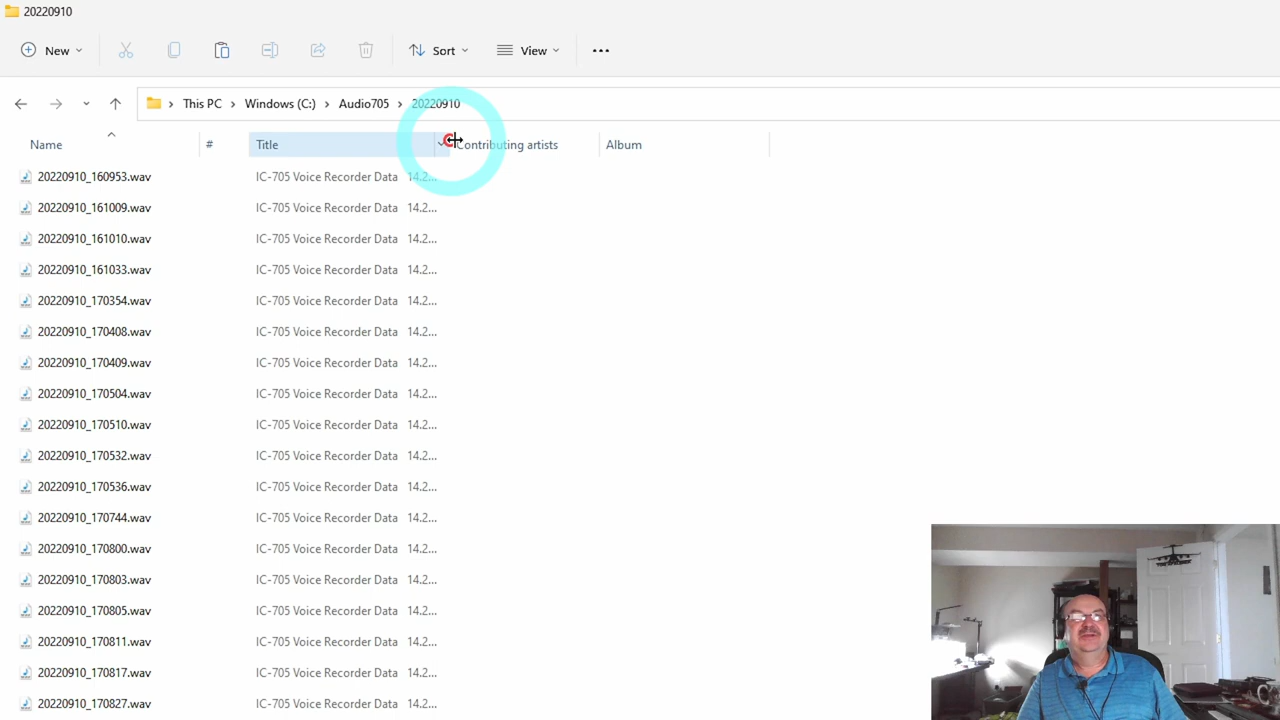 20220910
New Sort View
This PC Windows (C:) Audio705 20220910
Name # Title Contributing artists Album
20220910_160953.wav IC-705 Voice Recorder Data 14.2...
20220910_161009.wav IC-705 Voice Recorder Data 14.2...
20220910_161010.wav IC-705 Voice Recorder Data 14.2...
20220910_161033.wav IC-705 Voice Recorder Data 14.2...
20220910_170354.wav IC-705 Voice Recorder Data 14.2...
20220910_170408.wav IC-705 Voice Recorder Data 14.2...
20220910_170409.wav IC-705 Voice Recorder Data 14.2...
20220910_170504.wav IC-705 Voice Recorder Data 14.2...
20220910_170510.wav IC-705 Voice Recorder Data 14.2...
20220910_170532.wav IC-705 Voice Recorder Data 14.2...
20220910_170536.wav IC-705 Voice Recorder Data 14.2...
20220910_170744.wav IC-705 Voice Recorder Data 14.2...
20220910_170800.wav IC-705 Voice Recorder Data 14.2...
20220910_170803.wav IC-705 Voice Recorder Data 14.2...
20220910_170805.wav IC-705 Voice Recorder Data 14.2...
20220910_170811.wav IC-705 Voice Recorder Data 14.2...
20220910_170817.wav IC-705 Voice Recorder Data 14.2...
20220910_170827.wav IC-705 Voice Recorder Data 14.2...